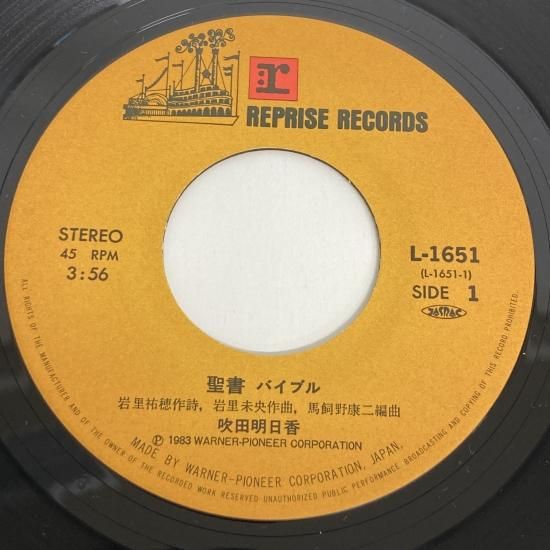 r
REPRISE RECORDS
STEREO
45 RPM
3:56
L-1651
(L-1651-1)
SIDE 1
JASRAC
聖書 バイブル
岩里祐穂作詩, 岩里未央作曲, 馬飼野康二編曲
吹田明日香
Ⓟ 1983 WARNER-PIONEER CORPORATION
MADE BY WARNER-PIONEER CORPORATION, JAPAN.
ALL RIGHTS OF THE MANUFACTURER AND OF THE OWNER OF THE RECORDED WORK RESERVED UNAUTHORIZED PUBLIC PERFORMANCE BROADCASTING AND COPYING OF THIS RECORD PROHIBITED